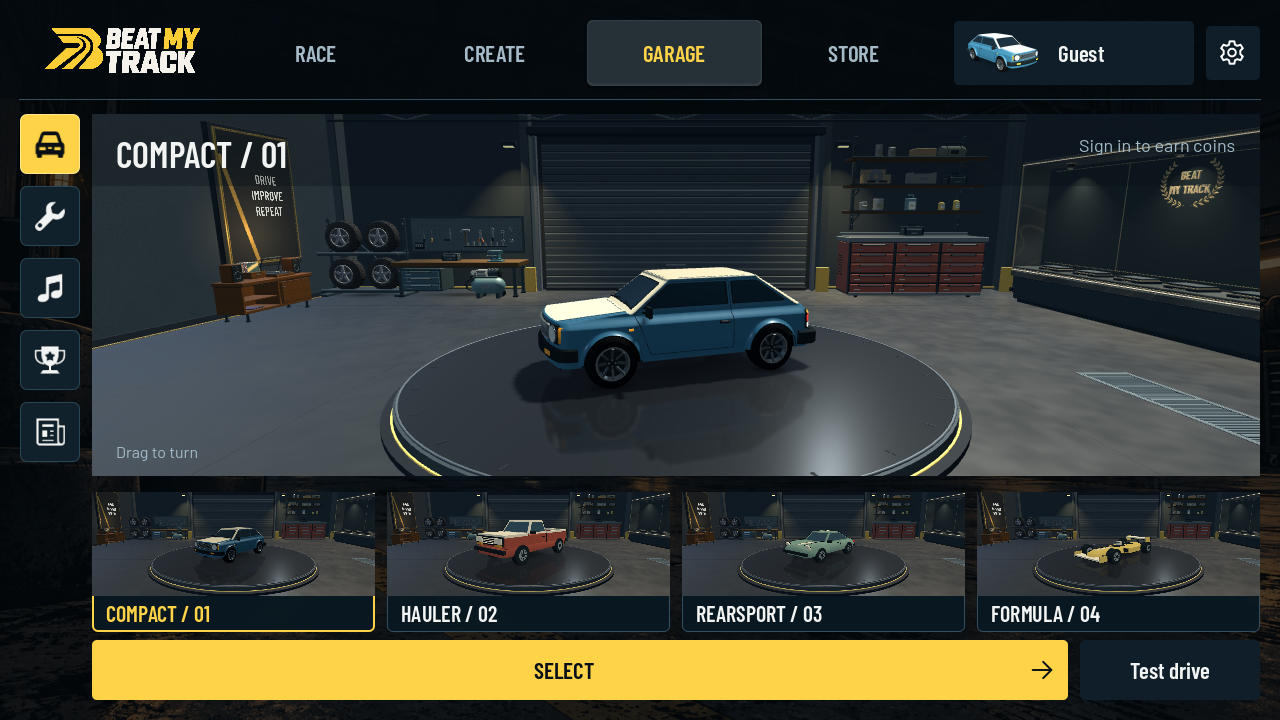 BEAT MY TRACK
RACE
CREATE
GARAGE
STORE
Guest
COMPACT / 01
Sign in to earn coins
DRIVE
IMPROVE
REPEAT
BEAT
MY TRACK
Drag to turn
COMPACT / 01
HAULER / 02
REARSPORT / 03
FORMULA / 04
SELECT
Test drive